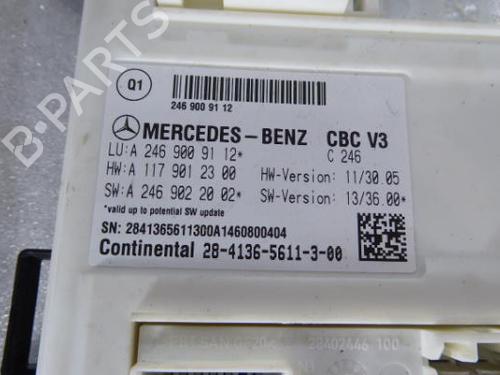 B-PARTS
Q1
246 900 91 12
MERCEDES-BENZ CBC V3
LU: A 246 900 91 12* C 246
HW: A 117 901 23 00 HW-Version: 11/30.05
SW: A 246 902 20 02* SW-Version: 13/36.00*
*valid up to potential SW update
SN: 2841365611300A1460800404
Continental 28-4136-5611-3-00
28402446 100